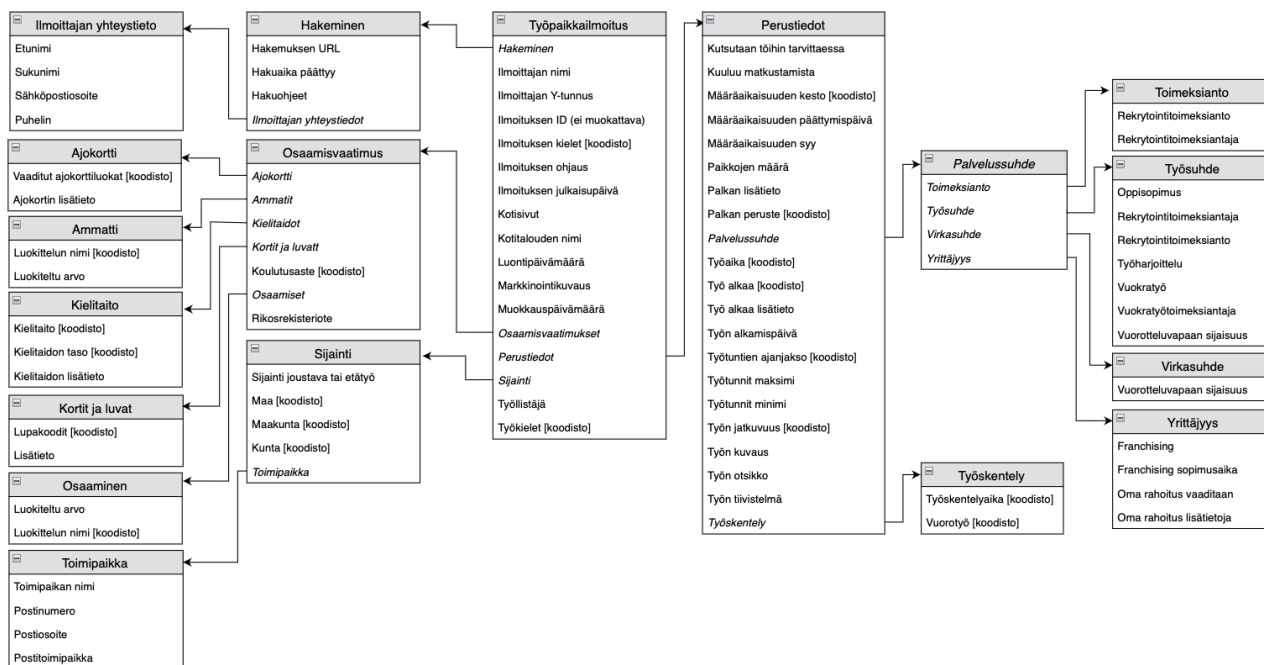 Ilmoittajan yhteystieto
Etunimi
Sukunimi
Sähköpostiosoite
Puhelin
Ajokortti
Vaaditut ajokorttiluokat [koodisto]
Ajokortin lisätieto
Ammatti
Luokittelun nimi [koodisto]
Luokiteltu arvo
Kielitaito
Kielitaito [koodisto]
Kielitaidon taso [koodisto]
Kielitaidon lisätieto
Kortit ja luvat
Lupakoodit [koodisto]
Lisätieto
Osaaminen
Luokiteltu arvo
Luokittelun nimi [koodisto]
Toimipaikka
Toimipaikan nimi
Postinumero
Postiosoite
Postitoimipaikka
Hakeminen
Hakemuksen URL
Hakuaika päättyy
Hakuohjeet
Ilmoittajan yhteystiedot
Osaamisvaatimus
Ajokortti
Ammatit
Kielitaidot
Kortit ja luvatt
Koulutusaste [koodisto]
Osaamiset
Rikosrekisteriote
Sijainti
Sijainti joustava tai etätyö
Maa [koodisto]
Maakunta [koodisto]
Kunta [koodisto]
Toimipaikka
Työpaikkailmoitus
Hakeminen
Ilmoittajan nimi
Ilmoittajan Y-tunnus
Ilmoituksen ID (ei muokattava)
Ilmoituksen kielet [koodisto]
Ilmoituksen ohjaus
Ilmoituksen julkaisupäivä
Kotisivut
Kotitalouden nimi
Luontipäivämäärä
Markkinointikuvaus
Muokkauspäivämäärä
Osaamisvaatimukset
Perustiedot
Sijainti
Työllistäjä
Työkielet [koodisto]
Perustiedot
Kutsutaan töihin tarvittaessa
Kuuluu matkustamista
Määräaikaisuuden kesto [koodisto]
Määräaikaisuuden päättymispäivä
Määräaikaisuuden syy
Paikkojen määrä
Palkan lisätieto
Palkan peruste [koodisto]
Palvelussuhde
Työaika [koodisto]
Työ alkaa [koodisto]
Työ alkaa lisätieto
Työn alkamispäivä
Työtuntien ajanjakso [koodisto]
Työtunnit maksimi
Työtunnit minimi
Työn jatkuvuus [koodisto]
Työn kuvaus
Työn otsikko
Työn tiivistelmä
Työskentely
Palvelussuhde
Toimeksianto
Työsuhde
Virkasuhde
Yrittäjyys
Työskentely
Työskentelyaika [koodisto]
Vuorotyö [koodisto]
Toimeksianto
Rekrytointitoimeksianto
Rekrytointitoimeksiantaja
Työsuhde
Oppisopimus
Rekrytointitoimeksiantaja
Rekrytointitoimeksianto
Työharjoittelu
Vuokratyö
Vuokratyötoimeksiantaja
Vuorotteluvapaan sijaisuus
Virkasuhde
Vuorotteluvapaan sijaisuus
Yrittäjyys
Franchising
Franchising sopimusaika
Oma rahoitus vaaditaan
Oma rahoitus lisätietoja